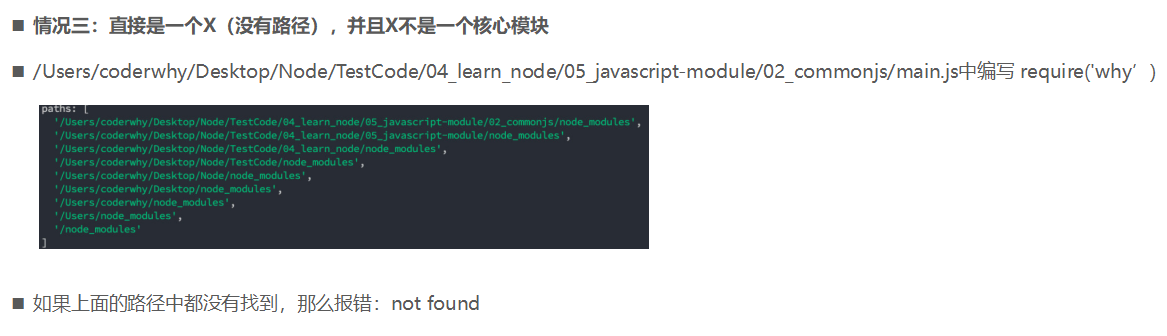 ■ 情况三：直接是一个X（没有路径），并且X不是一个核心模块
■ /Users/coderwhy/Desktop/Node/TestCode/04_learn_node/05_javascript-module/02_commonjs/main.js中编写 require('why’)
paths: [
'/Users/coderwhy/Desktop/Node/TestCode/04_learn_node/05_javascript-module/02_commonjs/node_modules',
'/Users/coderwhy/Desktop/Node/TestCode/04_learn_node/05_javascript-module/node_modules',
'/Users/coderwhy/Desktop/Node/TestCode/04_learn_node/node_modules',
'/Users/coderwhy/Desktop/Node/TestCode/node_modules',
'/Users/coderwhy/Desktop/Node/node_modules',
'/Users/coderwhy/Desktop/node_modules',
'/Users/coderwhy/node_modules',
'/Users/node_modules',
'/node_modules'
]
■ 如果上面的路径中都没有找到，那么报错：not found